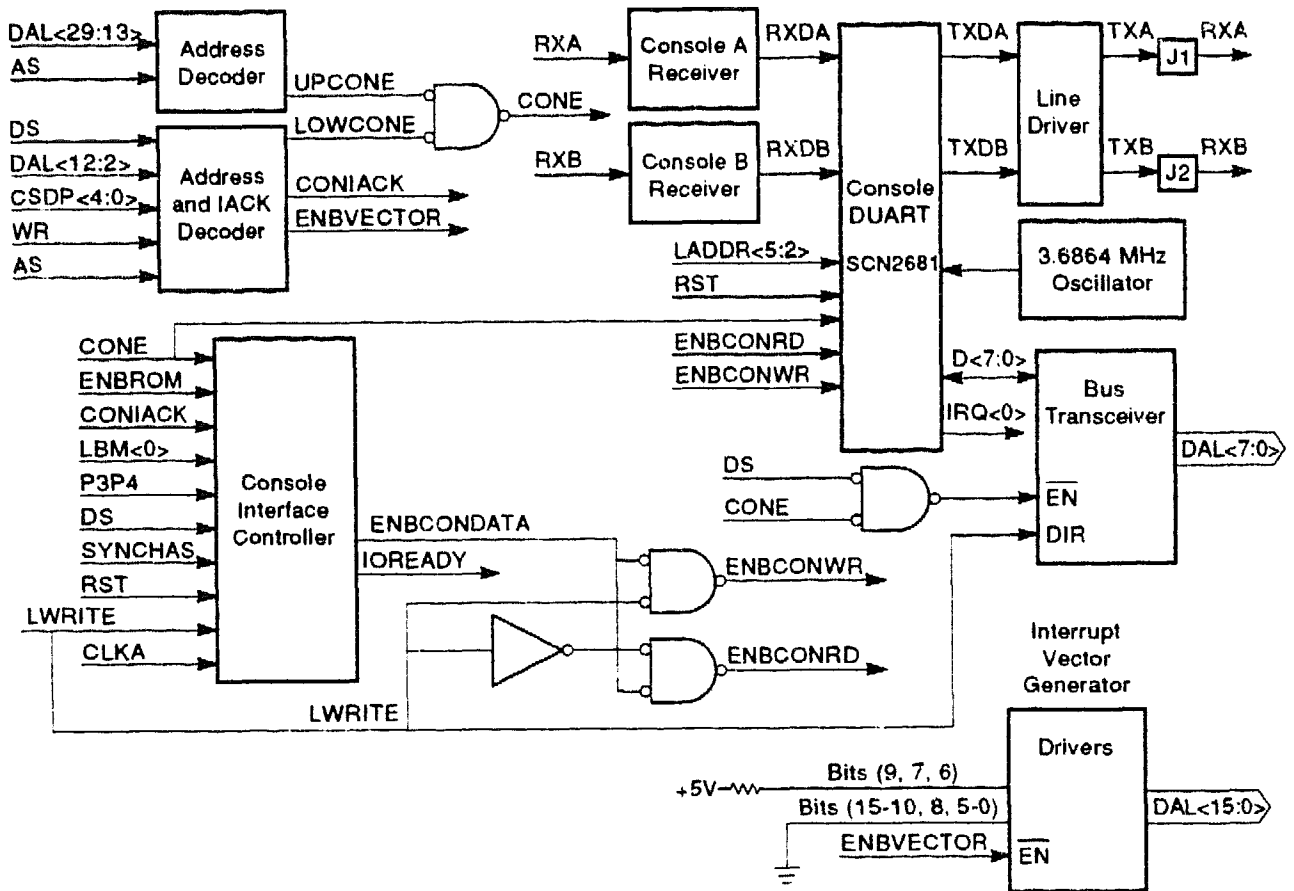 DAL<29:13>
AS
Address
Decoder
UPCONE
LOWCONE
CONE
DS
DAL<12:2>
CSDP<4:0>
WR
AS
Address
and IACK
Decoder
CONIACK
ENBVECTOR
RXA
Console A
Receiver
RXDA
RXB
Console B
Receiver
RXDB
Console
DUART
SCN2681
LADDR<5:2>
RST
ENBCONRD
ENBCONWR
TXDA
TXDB
Line
Driver
TXA
J1
RXA
TXB
J2
RXB
3.6864 MHz
Oscillator
D<7:0>
IRQ<0>
Bus
Transceiver
EN
DIR
DAL<7:0>
DS
CONE
CONE
ENBROM
CONIACK
LBM<0>
P3P4
DS
SYNCHAS
RST
LWRITE
CLKA
Console
Interface
Controller
ENBCONDATA
IOREADY
ENBCONWR
ENBCONRD
LWRITE
Interrupt
Vector
Generator
Drivers
+5V
Bits (9, 7, 6)
Bits (15-10, 8, 5-0)
ENBVECTOR
EN
DAL<15:0>